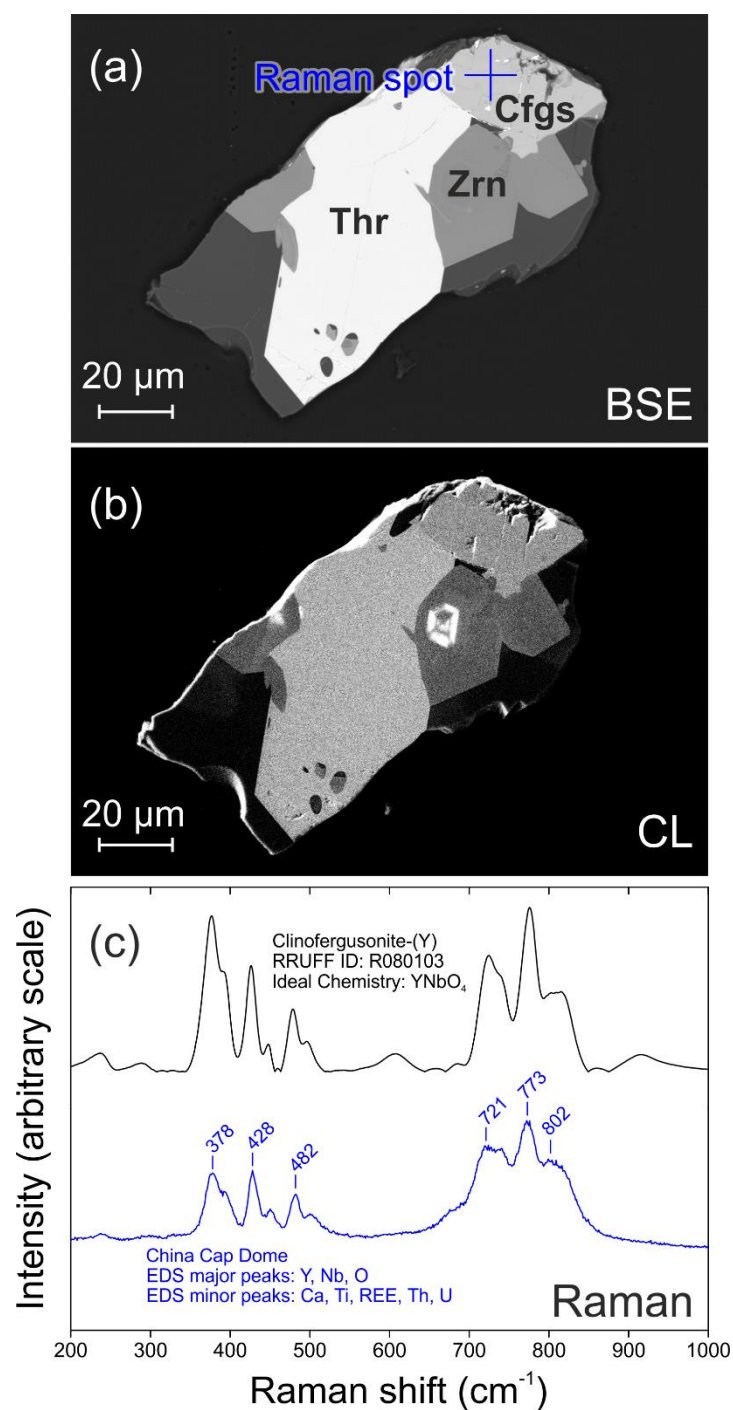 (a)
Raman spot
Cfgs
Zrn
Thr
20 µm
BSE
(b)
20 µm
CL
(c)
Clinofergusonite-(Y)
RRUFF ID: R080103
Ideal Chemistry: YNbO₄
378
428
482
721
773
802
China Cap Dome
EDS major peaks: Y, Nb, O
EDS minor peaks: Ca, Ti, REE, Th, U
Raman
Intensity (arbitrary scale)
200 300 400 500 600 700 800 900 1000
Raman shift (cm⁻¹)